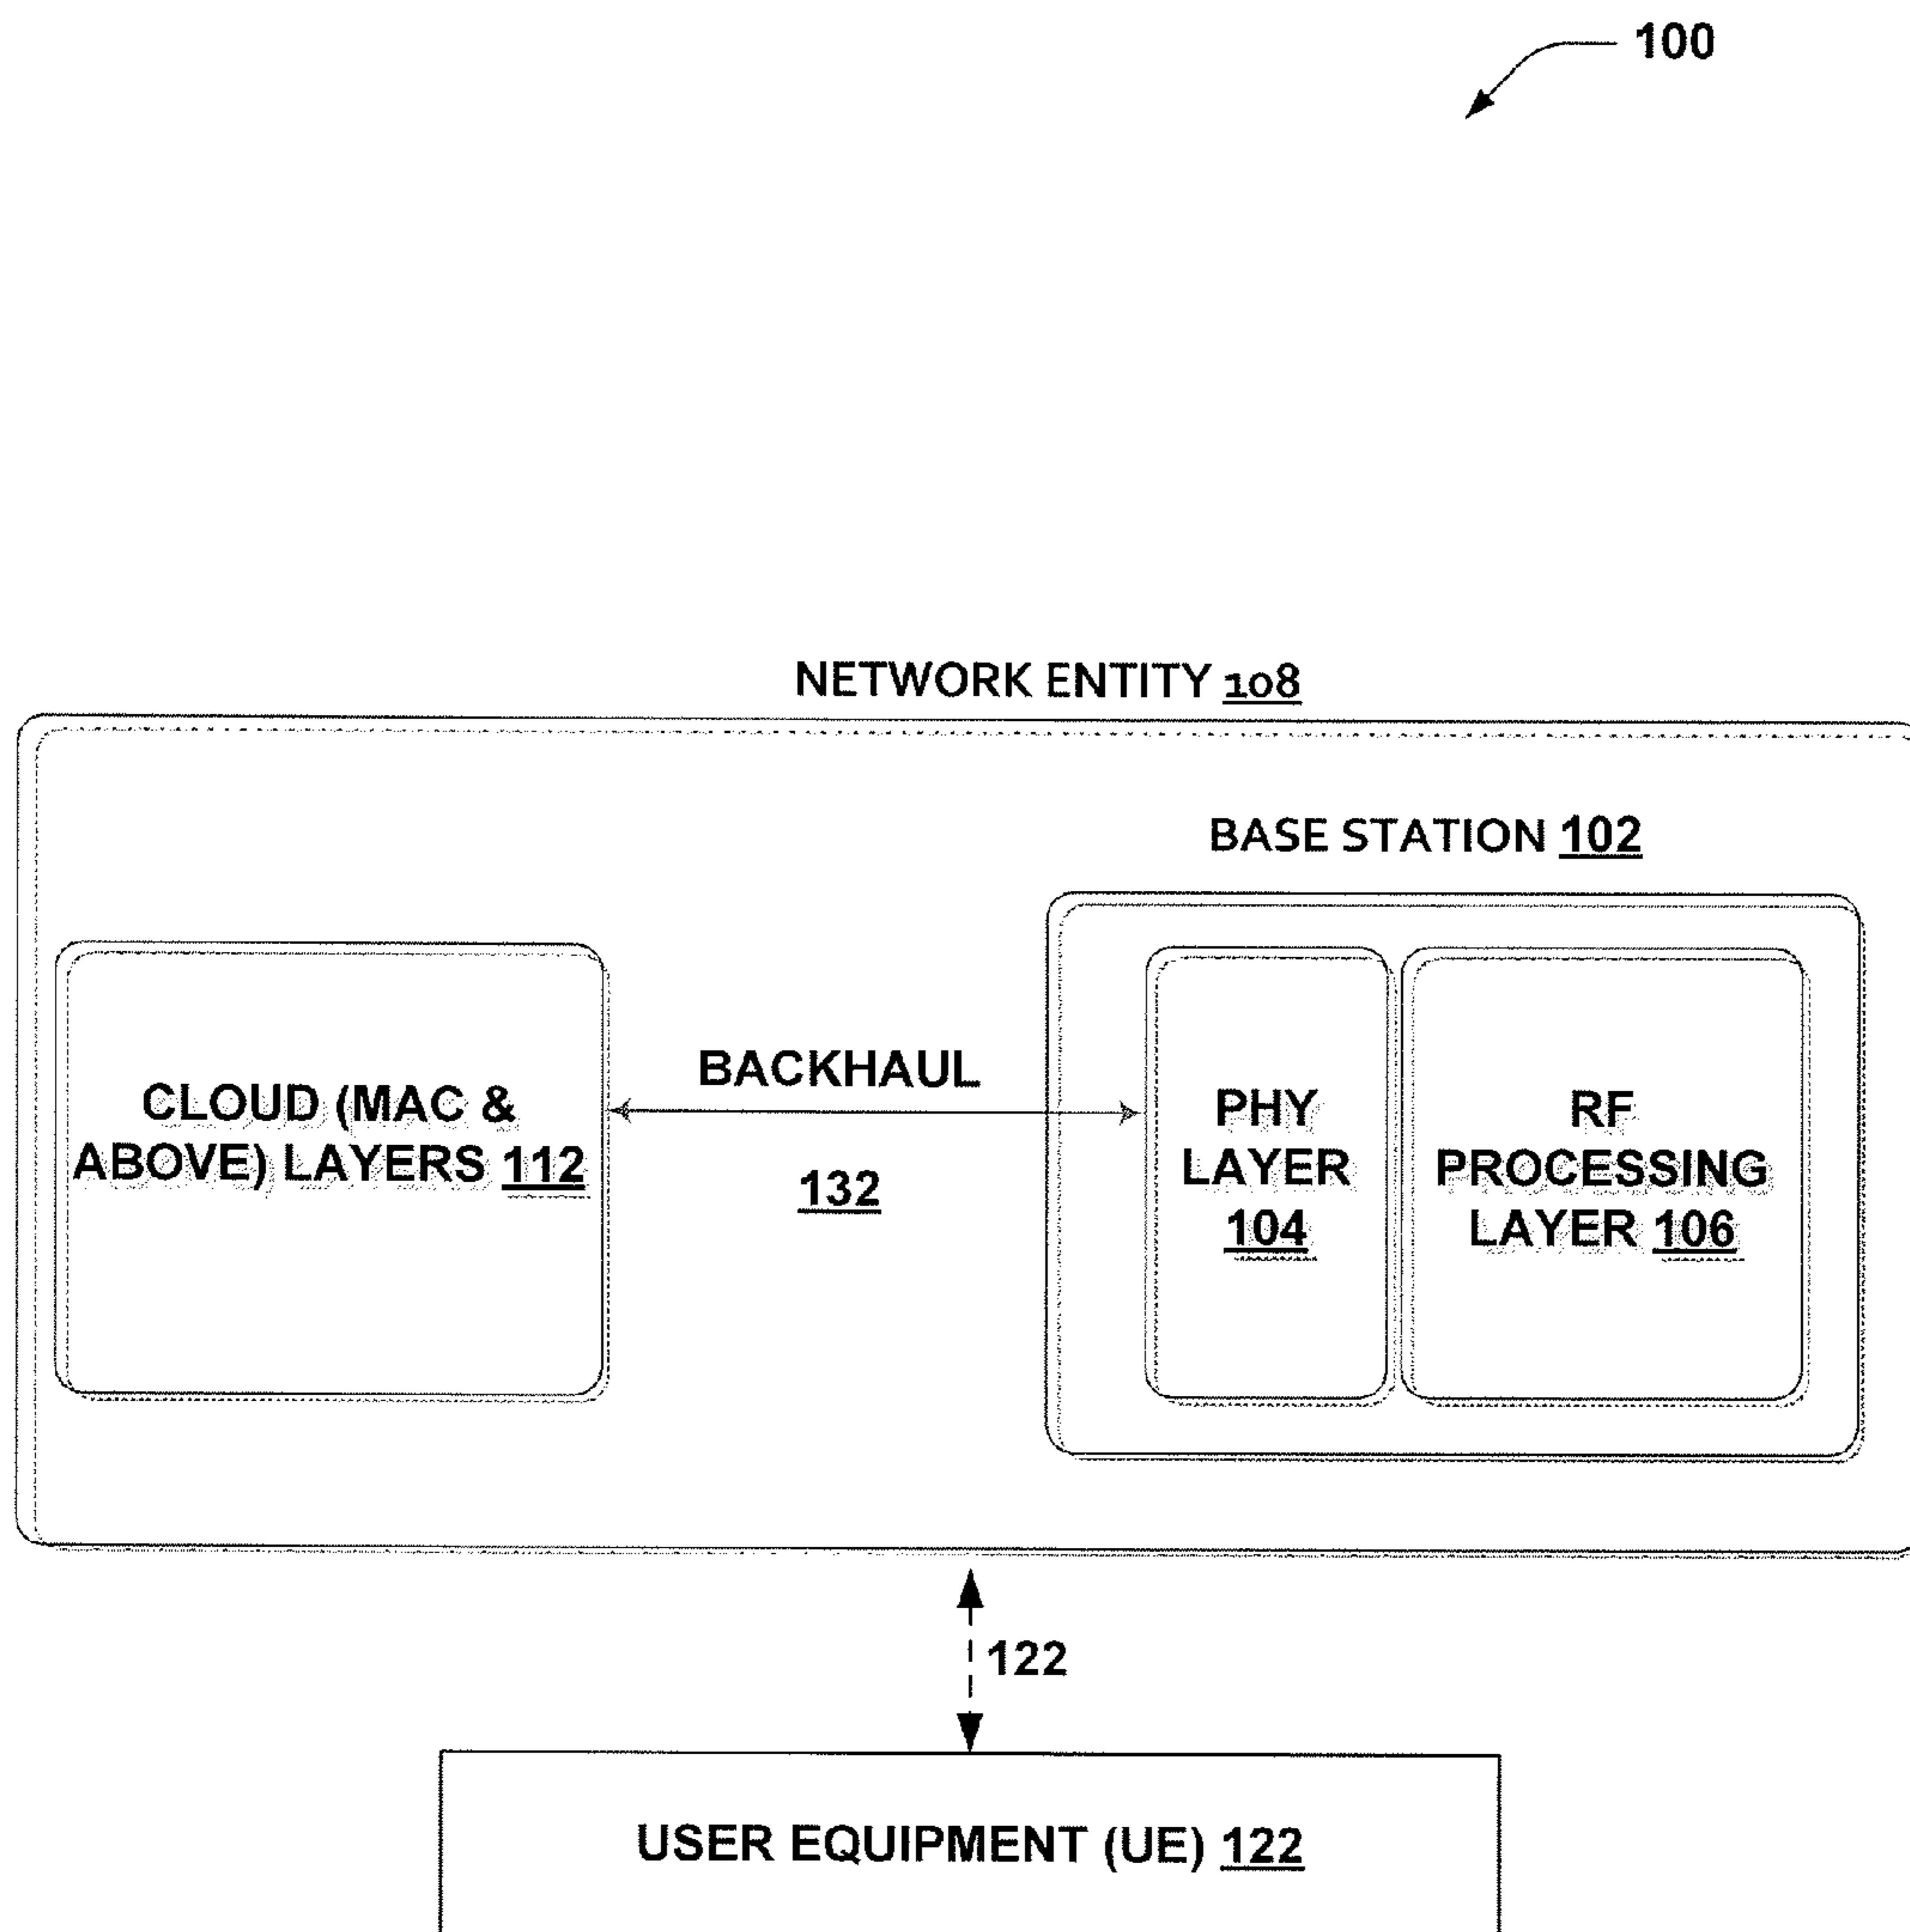 100
NETWORK ENTITY 108
BASE STATION 102
CLOUD (MAC &
ABOVE) LAYERS 112
BACKHAUL
132
PHY
LAYER
104
RF
PROCESSING
LAYER 106
122
USER EQUIPMENT (UE) 122